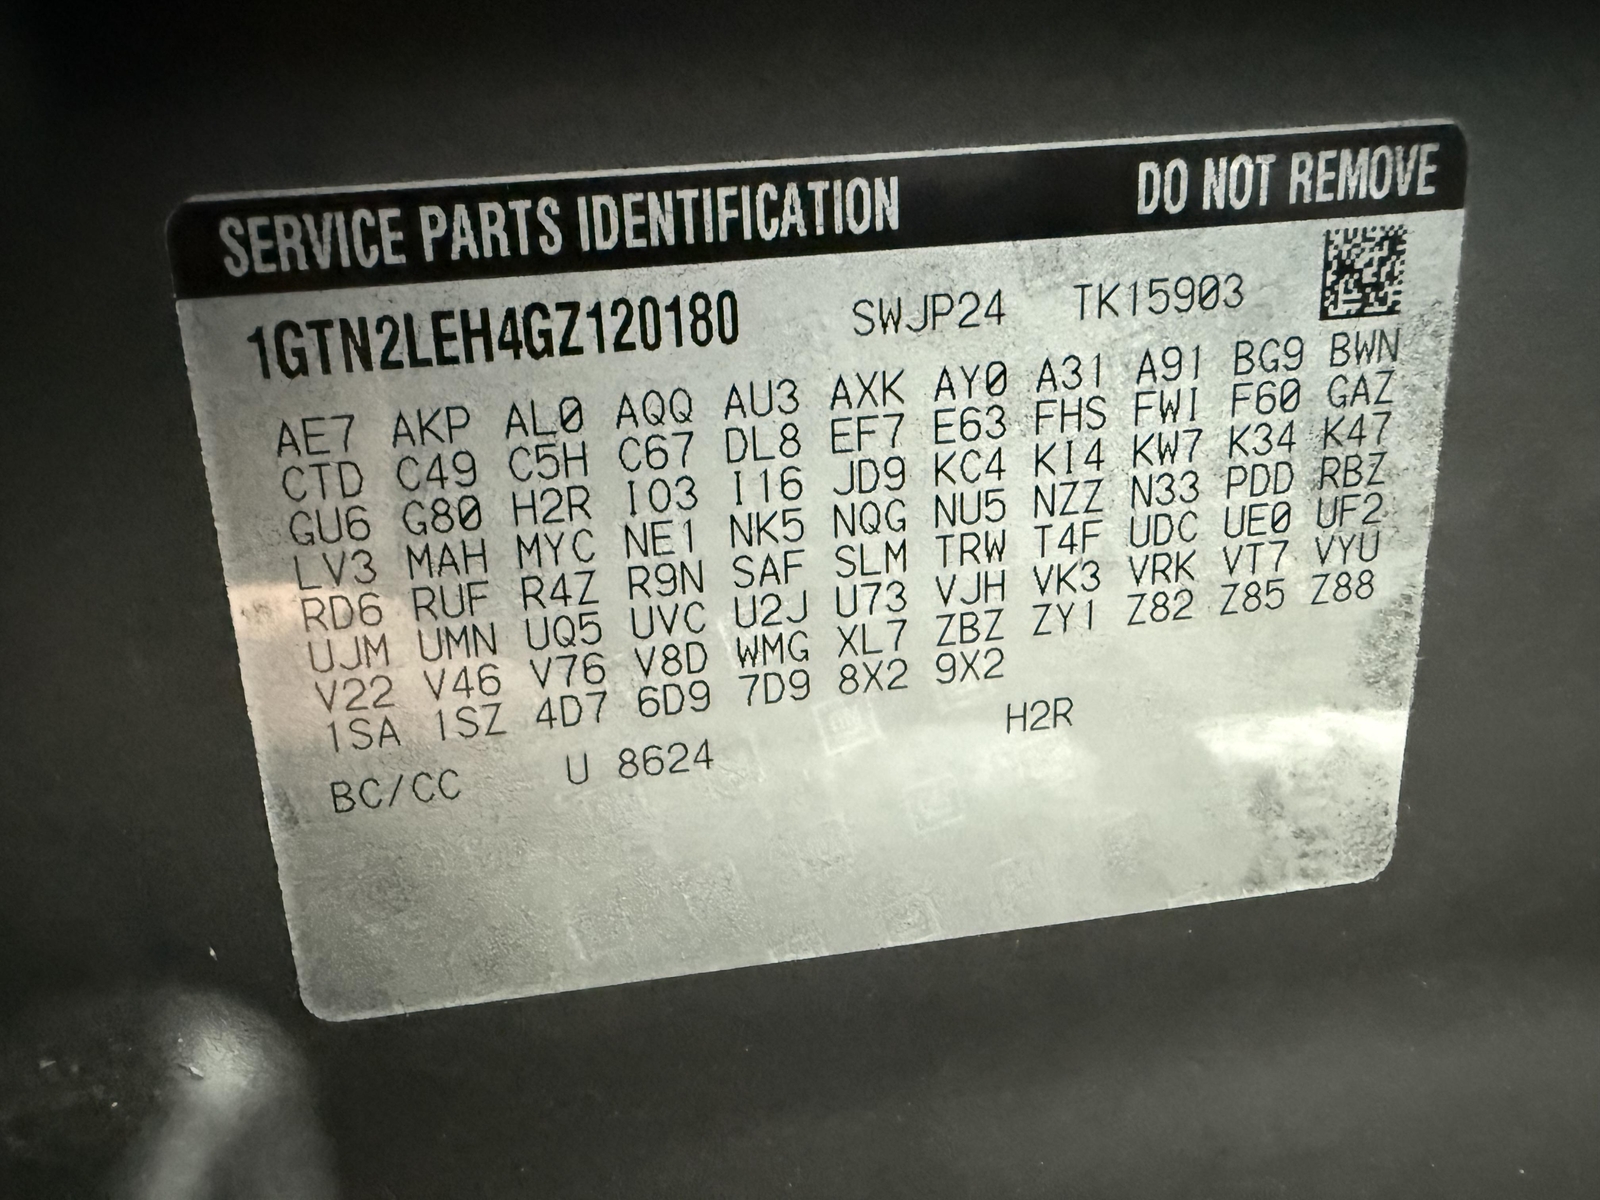 SERVICE PARTS IDENTIFICATION DO NOT REMOVE
1GTN2LEH4GZ120180 SWJP24 TK15903
AE7 AKP AL0 AQQ AU3 AXK AY0 A31 A91 BG9 BWN
CTD C49 C5H C67 DL8 EF7 E63 FHS FWI F60 GAZ
GU6 G80 H2R I03 I16 JD9 KC4 KI4 KW7 K34 K47
LV3 MAH MYC NE1 NK5 NQG NU5 NZZ N33 PDD RBZ
RD6 RUF R4Z R9N SAF SLM TRW T4F UDC UE0 UF2
UJM UMN UQ5 UVC U2J U73 VJH VK3 VRK VT7 VYU
V22 V46 V76 V8D WMG XL7 ZBZ ZY1 Z82 Z85 Z88
1SA 1SZ 4D7 6D9 7D9 8X2 9X2
BC/CC U 8624 H2R